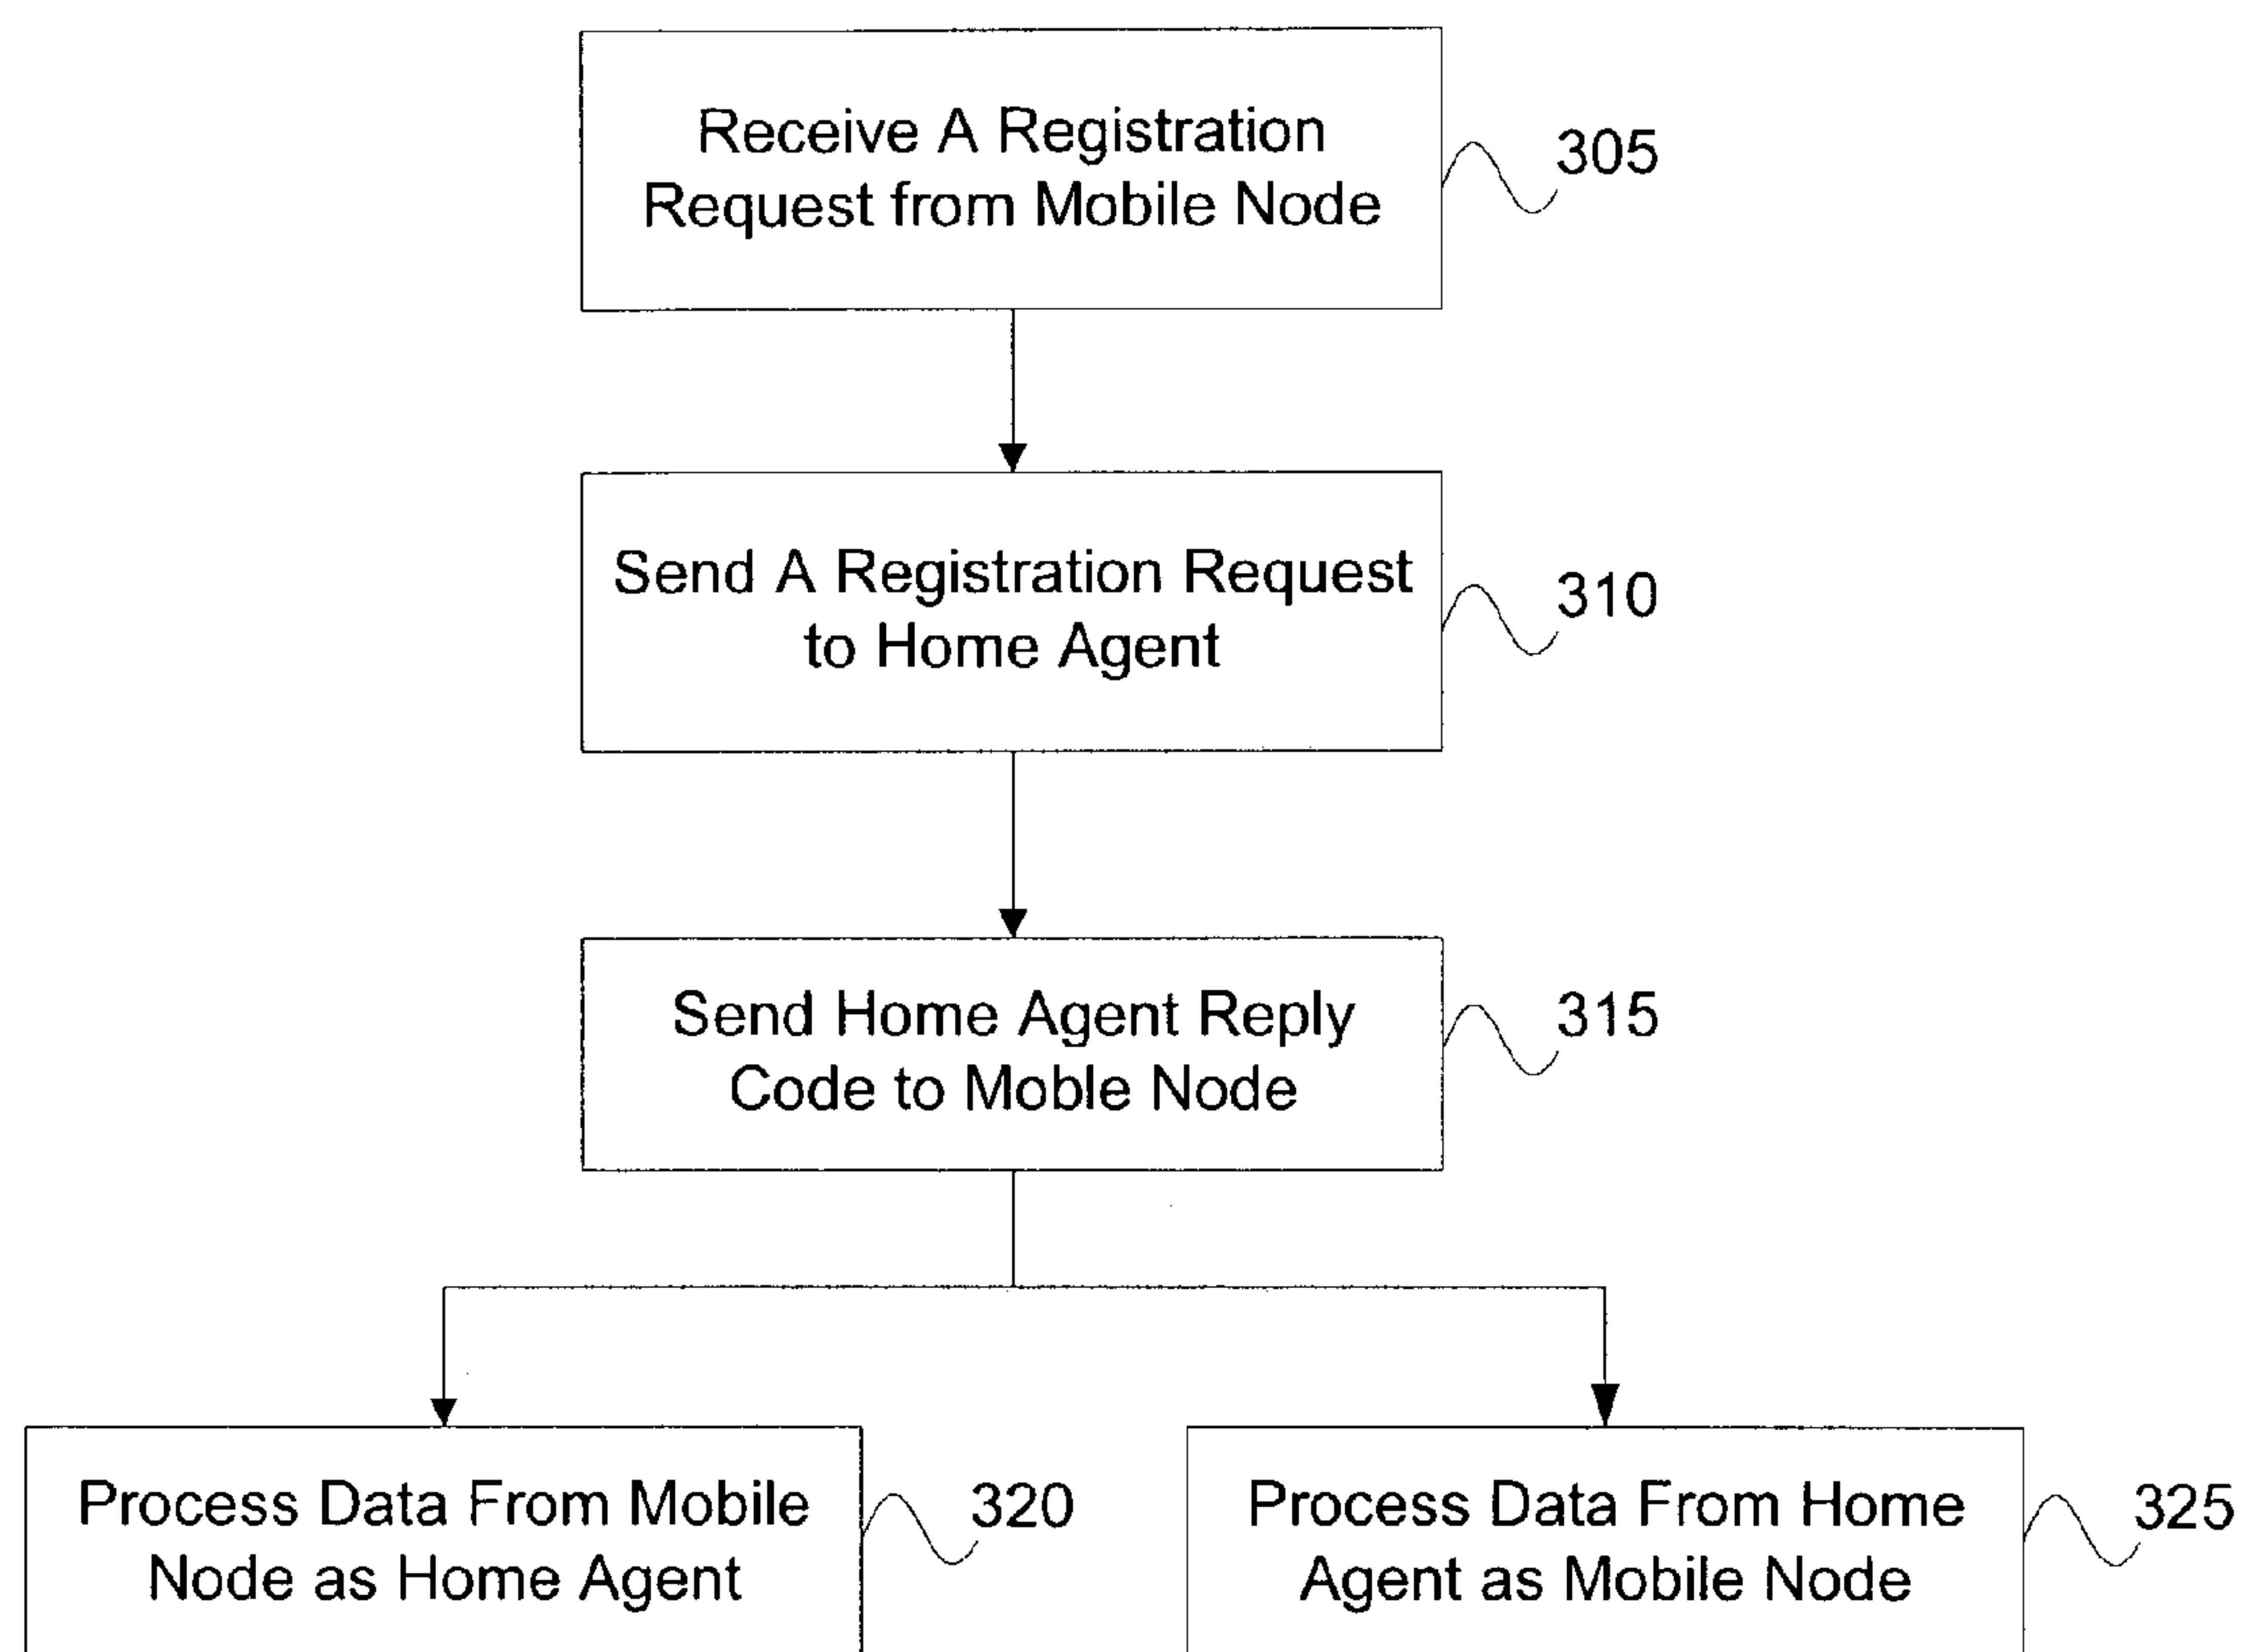 Receive A Registration
Request from Mobile Node
305
Send A Registration Request
to Home Agent
310
Send Home Agent Reply
Code to Moble Node
315
Process Data From Mobile
Node as Home Agent
320
Process Data From Home
Agent as Mobile Node
325